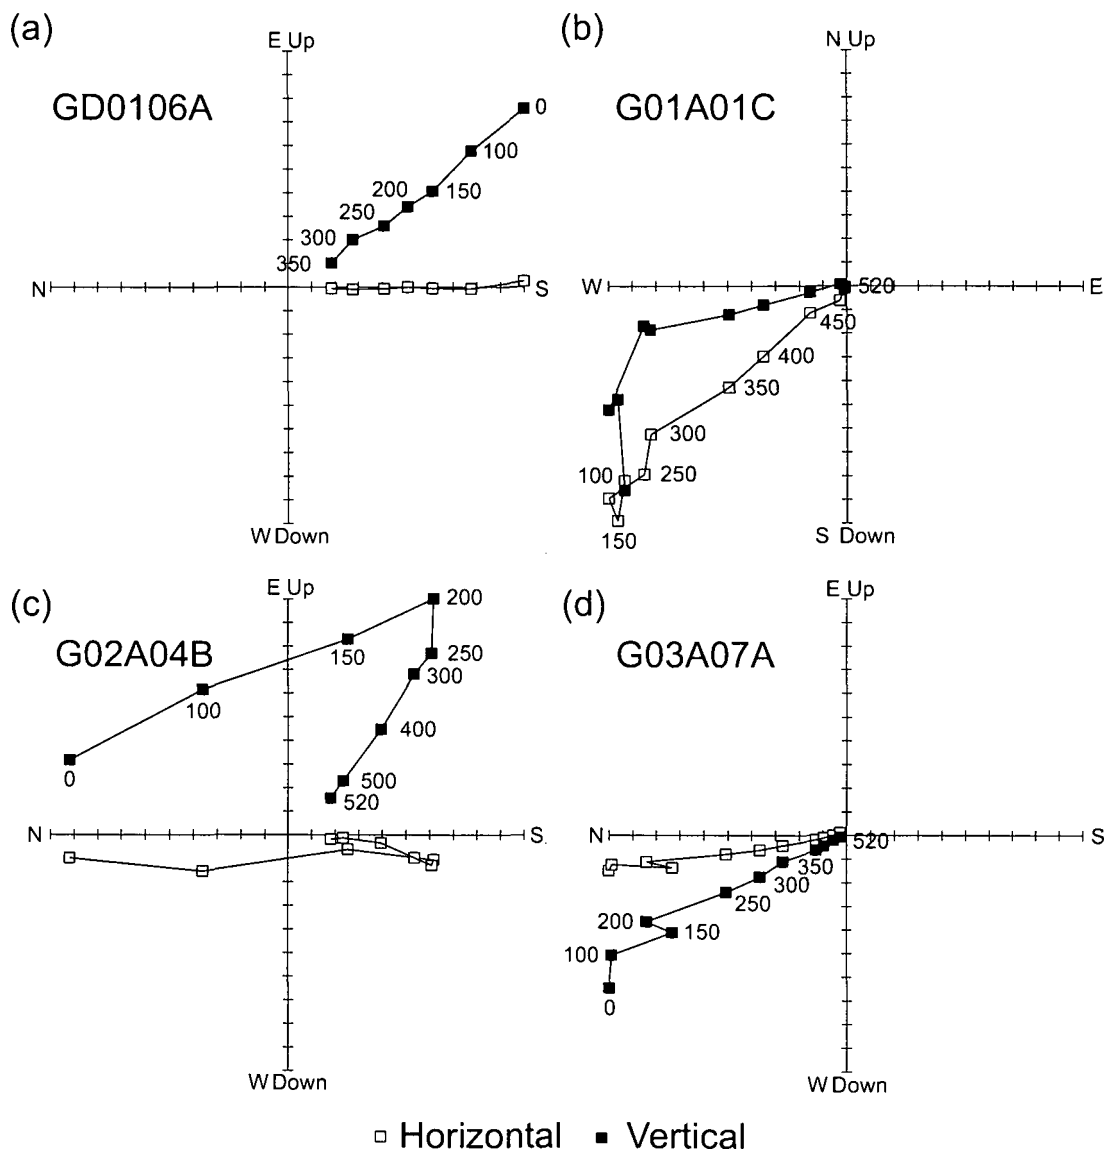 (a)
E Up
GD0106A
0
100
150
200
250
300
350
N
S
W Down
(b)
N Up
G01A01C
W
520
E
450
400
350
300
250
100
150
S Down
(c)
E Up
G02A04B
200
150
250
300
100
400
0
500
520
N
S
W Down
(d)
E Up
G03A07A
N
520
S
350
300
250
200
150
100
0
W Down
Horizontal
Vertical